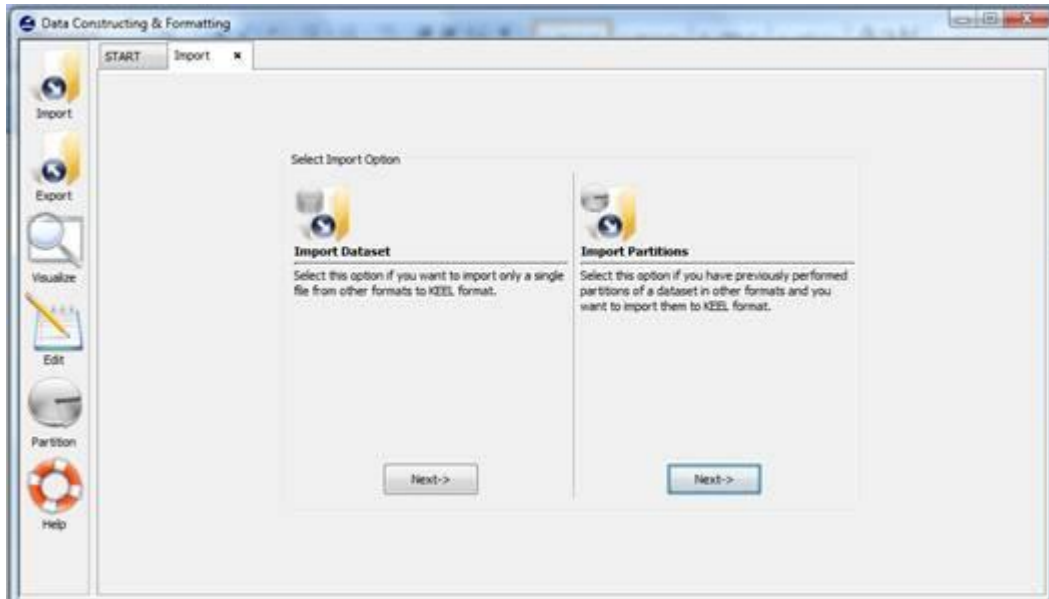 Data Constructing & Formatting
START
Import
Import
Export
Visualize
Edit
Partition
Help
Select Import Option
Import Dataset
Select this option if you want to import only a single
file from other formats to KEEL format.
Next->
Import Partitions
Select this option if you have previously performed
partitions of a dataset in other formats and you
want to import them to KEEL format.
Next->